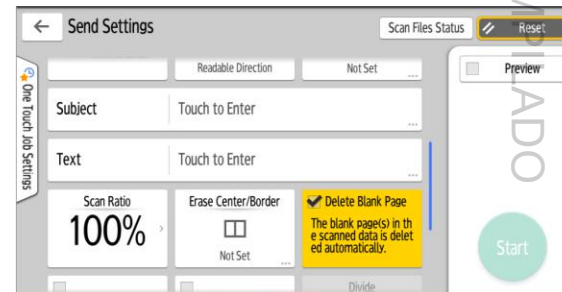 Send Settings
Scan Files Status
Reset
One Touch Job Settings
Readable Direction
Not Set
Preview
Subject
Touch to Enter
Text
Touch to Enter
Scan Ratio
100%
Erase Center/Border
Not Set
Delete Blank Page
The blank page(s) in th
e scanned data is delet
ed automatically.
Start
Divide